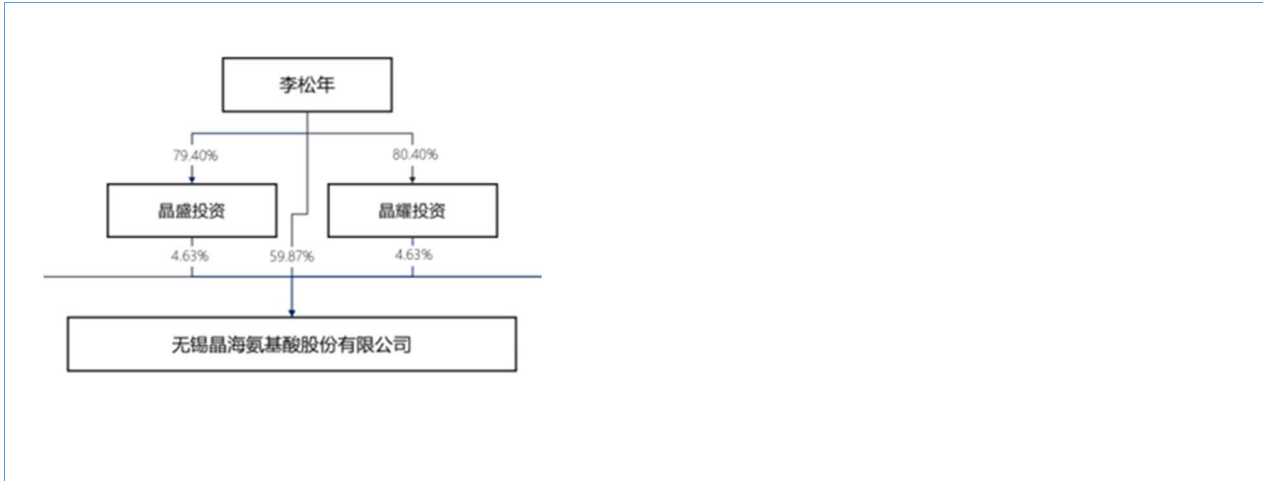 李松年
79.40%
80.40%
晶盛投资
晶耀投资
4.63%
59.87%
4.63%
无锡晶海氨基酸股份有限公司